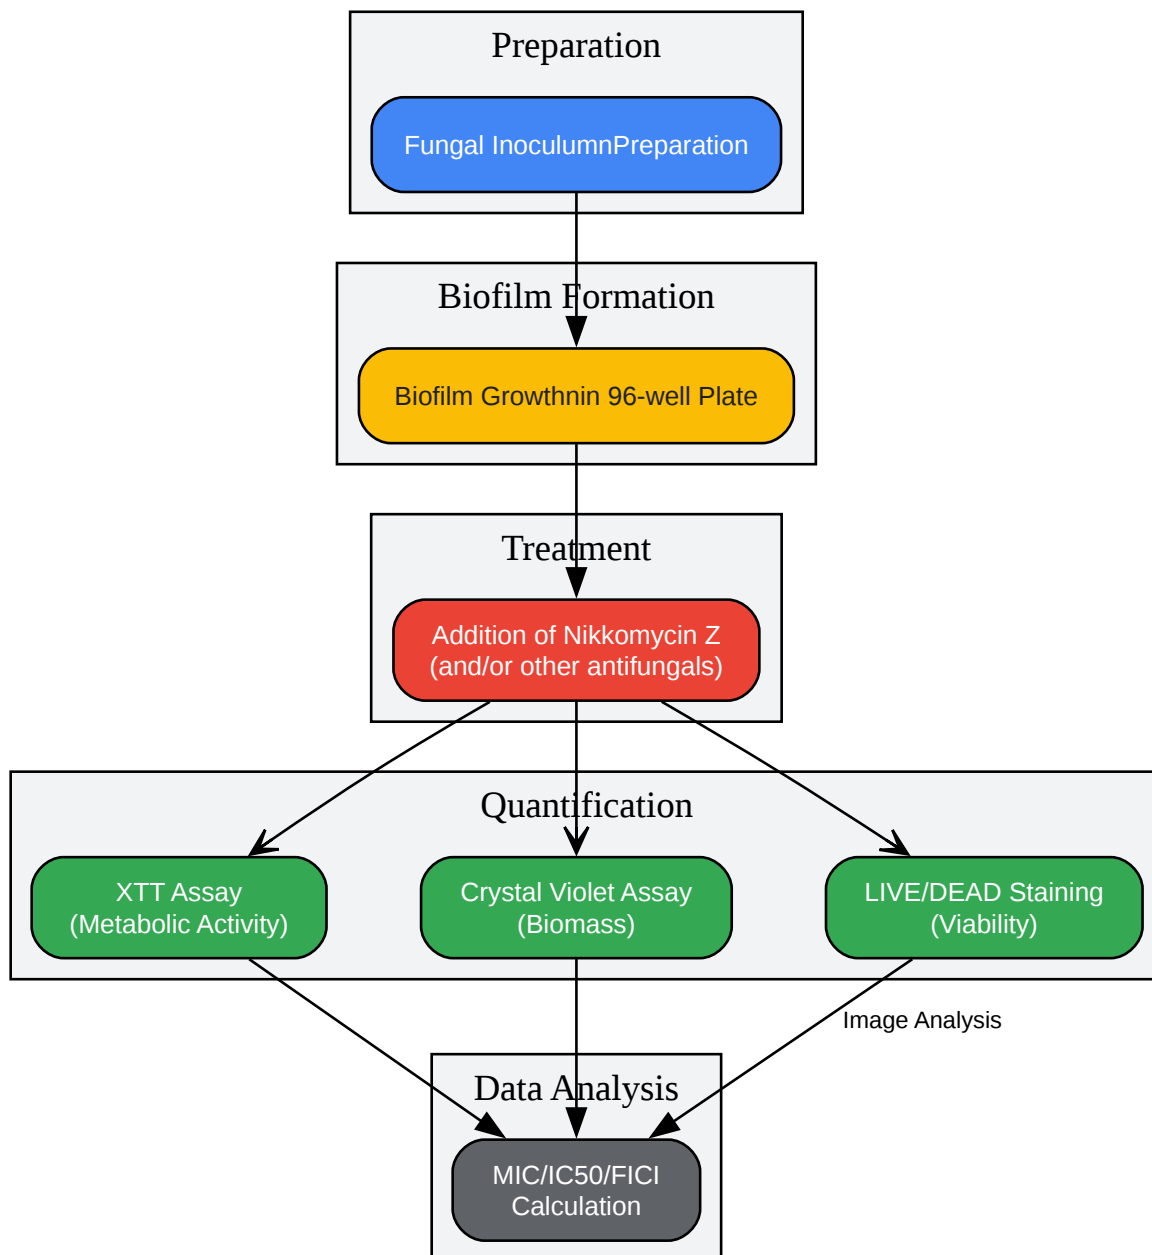 Preparation
Fungal InoculumnPreparation
Biofilm Formation
Biofilm Growthnin 96-well Plate
Treatment
Addition of Nikkomycin Z
(and/or other antifungals)
Quantification
XTT Assay
(Metabolic Activity)
Crystal Violet Assay
(Biomass)
LIVE/DEAD Staining
(Viability)
Image Analysis
Data Analysis
MIC/IC50/FICI
Calculation